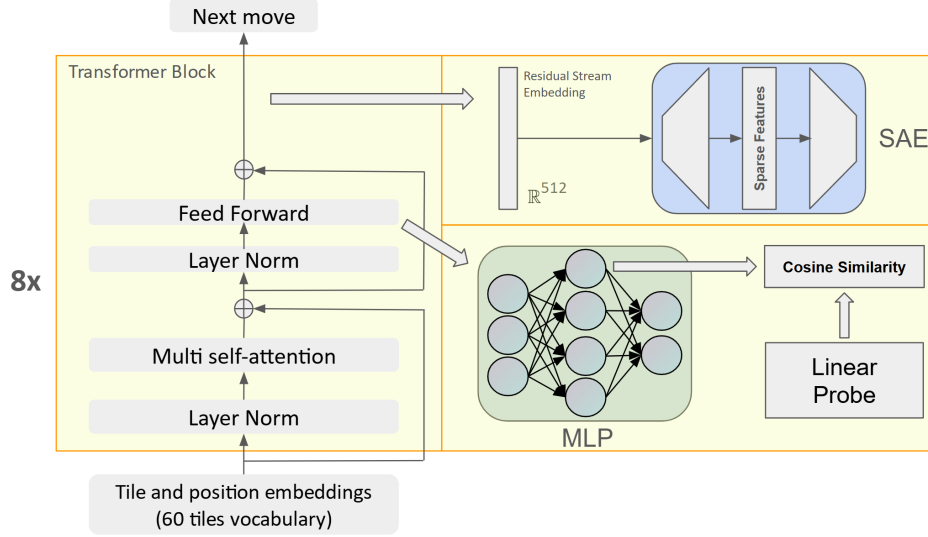 Next move
Transformer Block
Residual Stream
Embedding
ℝ^512
Sparse Features
SAE
Feed Forward
Layer Norm
8x
Multi self-attention
Layer Norm
Tile and position embeddings
(60 tiles vocabulary)
MLP
Cosine Similarity
Linear
Probe